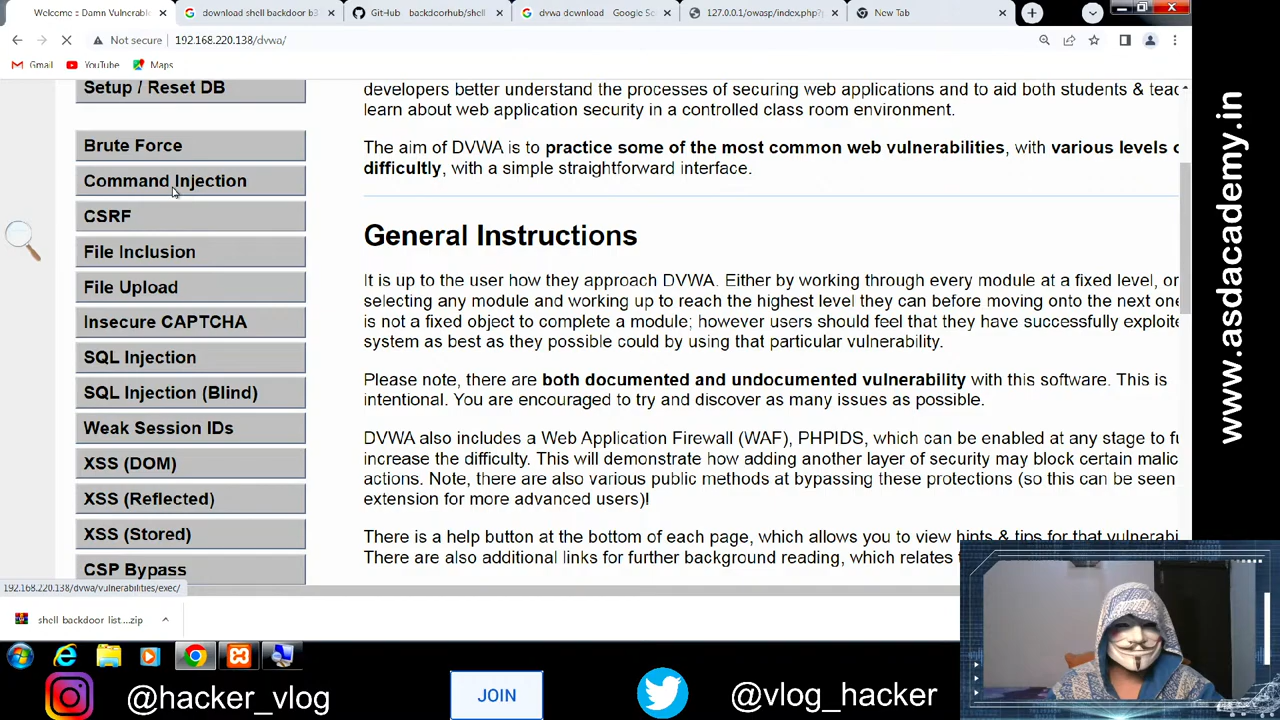 Welcome :: Damn Vulnerable
download shell backdoor b3
GitHub
dvwa download
Google Se
127.0.0.1/owasp/index.php?
New Tab
Not secure
192.168.220.138/dvwa/
Gmail
YouTube
Maps
Setup / Reset DB
Brute Force
Command Injection
CSRF
File Inclusion
File Upload
Insecure CAPTCHA
SQL Injection
SQL Injection (Blind)
Weak Session IDs
XSS (DOM)
XSS (Reflected)
XSS (Stored)
CSP Bypass
developers better understand the processes of securing web applications and to aid both students & teac
learn about web application security in a controlled class room environment.
The aim of DVWA is to practice some of the most common web vulnerabilities, with various levels o
difficultly, with a simple straightforward interface.
General Instructions
It is up to the user how they approach DVWA. Either by working through every module at a fixed level, or
selecting any module and working up to reach the highest level they can before moving onto the next one
is not a fixed object to complete a module; however users should feel that they have successfully exploite
system as best as they possible could by using that particular vulnerability.
Please note, there are both documented and undocumented vulnerability with this software. This is
intentional. You are encouraged to try and discover as many issues as possible.
DVWA also includes a Web Application Firewall (WAF), PHPIDS, which can be enabled at any stage to fu
increase the difficulty. This will demonstrate how adding another layer of security may block certain malic
actions. Note, there are also various public methods at bypassing these protections (so this can be seen
extension for more advanced users)!
There is a help button at the bottom of each page, which allows you to view hints & tips for that vulnerabi
There are also additional links for further background reading, which relates
192.168.220.138/dvwa/vulnerabilities/exec/
shell backdoor list....zip
www.asdacademy.in
@hacker_vlog
JOIN
@vlog_hacker